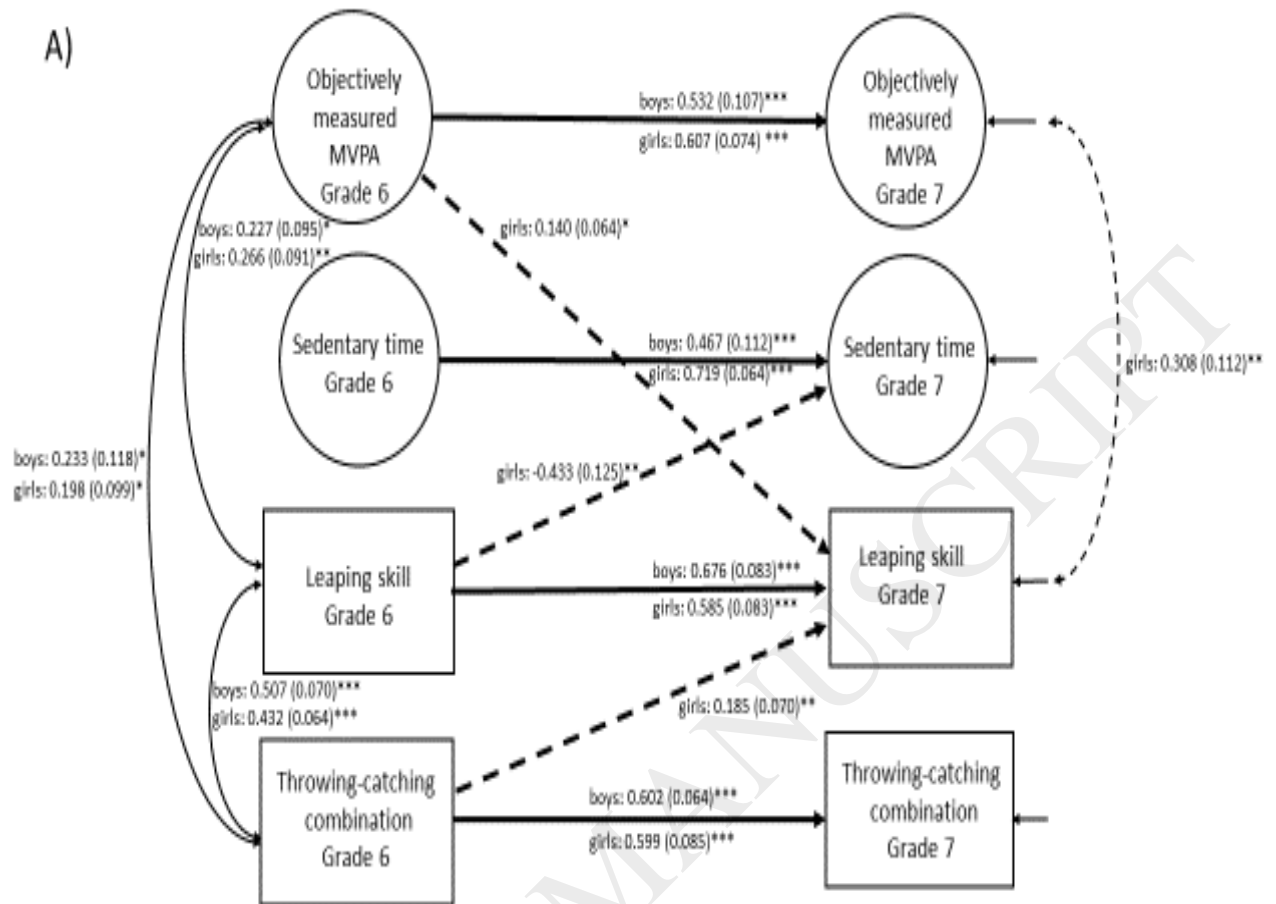 A)
Objectively
measured
MVPA
Grade 6
boys: 0.532 (0.107)***
girls: 0.607 (0.074) ***
Objectively
measured
MVPA
Grade 7
boys: 0.227 (0.095)*
girls: 0.266 (0.091)**
girls: 0.140 (0.064)*
Sedentary time
Grade 6
boys: 0.467 (0.112)***
girls: 0.719 (0.064)***
Sedentary time
Grade 7
girls: 0.308 (0.112)**
boys: 0.233 (0.118)*
girls: 0.198 (0.099)*
girls: -0.433 (0.125)**
Leaping skill
Grade 6
boys: 0.676 (0.083)***
girls: 0.585 (0.083)***
Leaping skill
Grade 7
boys: 0.507 (0.070)***
girls: 0.432 (0.064)***
girls: 0.185 (0.070)**
Throwing-catching
combination
Grade 6
boys: 0.602 (0.064)***
girls: 0.599 (0.085)***
Throwing-catching
combination
Grade 7
MANUSCRIPT